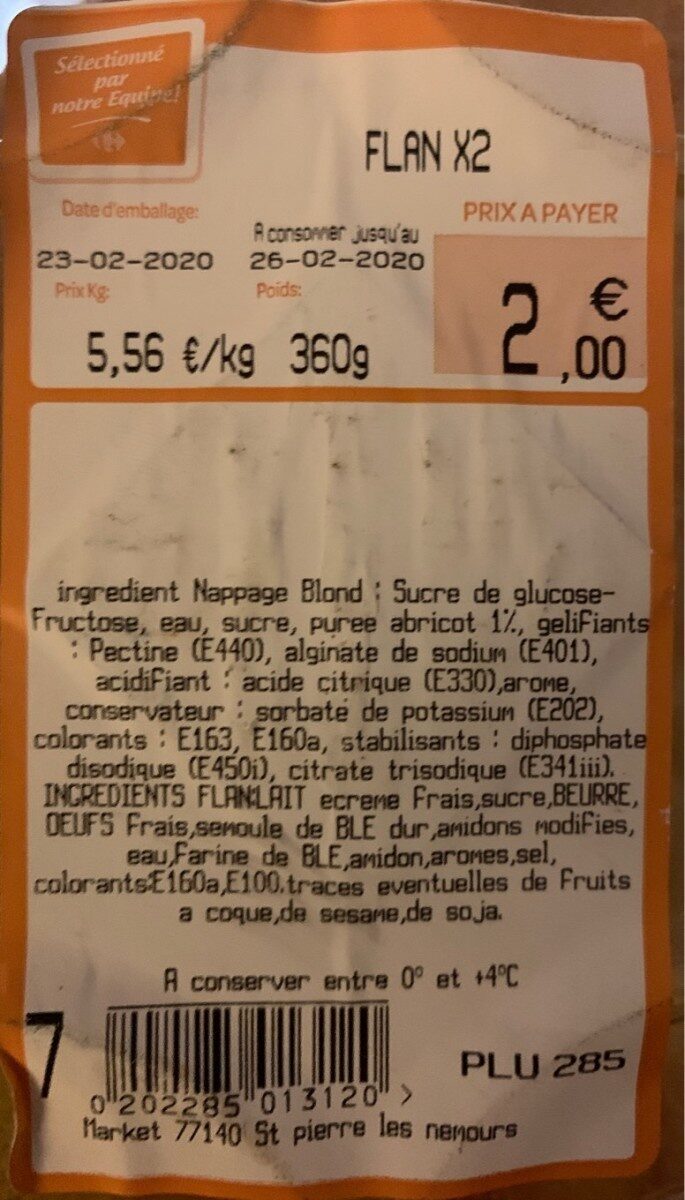 Sélectionné
par
notre Equipe!
FLAN X2
Date d'emballage:
A consommer jusqu'au
PRIX A PAYER
23-02-2020 26-02-2020
Prix Kg: Poids:
5,56 €/kg 360g 2,00 €
ingredient Nappage Blond : Sucre de glucose-
Fructose, eau, sucre, puree abricot 1%, gelifiants
: Pectine (E440), alginate de sodium (E401),
acidifiant : acide citrique (E330),arome,
conservateur : sorbate de potassium (E202),
colorants : E163, E160a, stabilisants : diphosphate
disodique (E450i), citrate trisodique (E341iii).
INGREDIENTS FLAN:LAIT ecreme frais,sucre,BEURRE,
OEUFS frais,semoule de BLE dur,amidons modifies,
eau,farine de BLE,amidon,aromes,sel,
colorants:E160a,E100.traces eventuelles de fruits
a coque,de sesame,de soja.
A conserver entre 0° et +4°C
7
PLU 285
0 202285 013120 >
Market 77140 St pierre les nemours